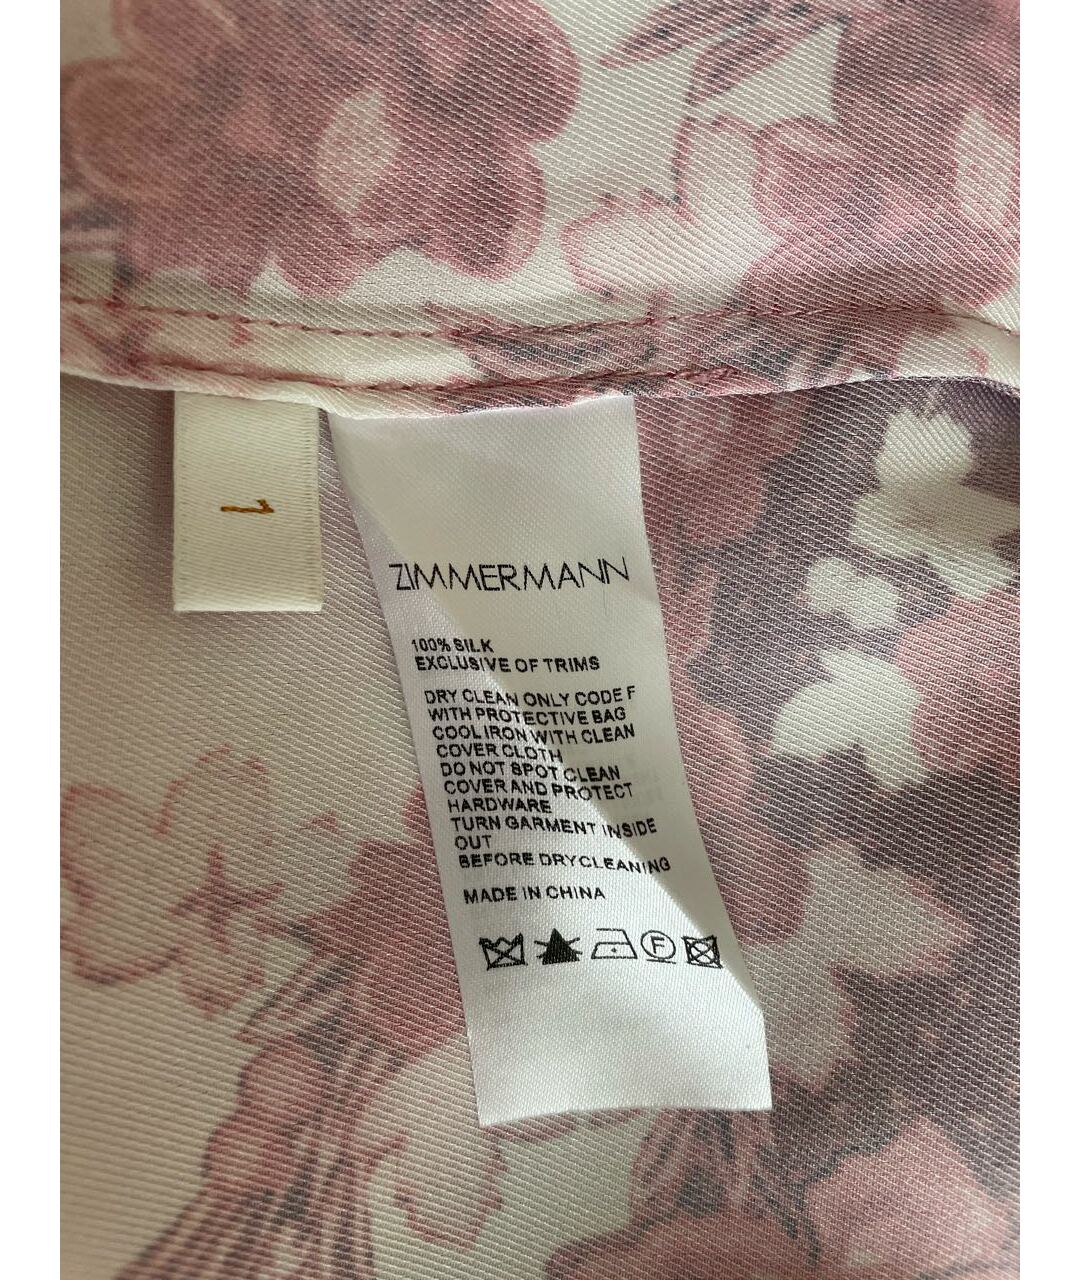 1
ZIMMERMANN
100% SILK
EXCLUSIVE OF TRIMS
DRY CLEAN ONLY CODE F
WITH PROTECTIVE BAG
COOL IRON WITH CLEAN
COVER CLOTH
DO NOT SPOT CLEAN
COVER AND PROTECT
HARDWARE
TURN GARMENT INSIDE
OUT
BEFORE DRYCLEANING
MADE IN CHINA
F